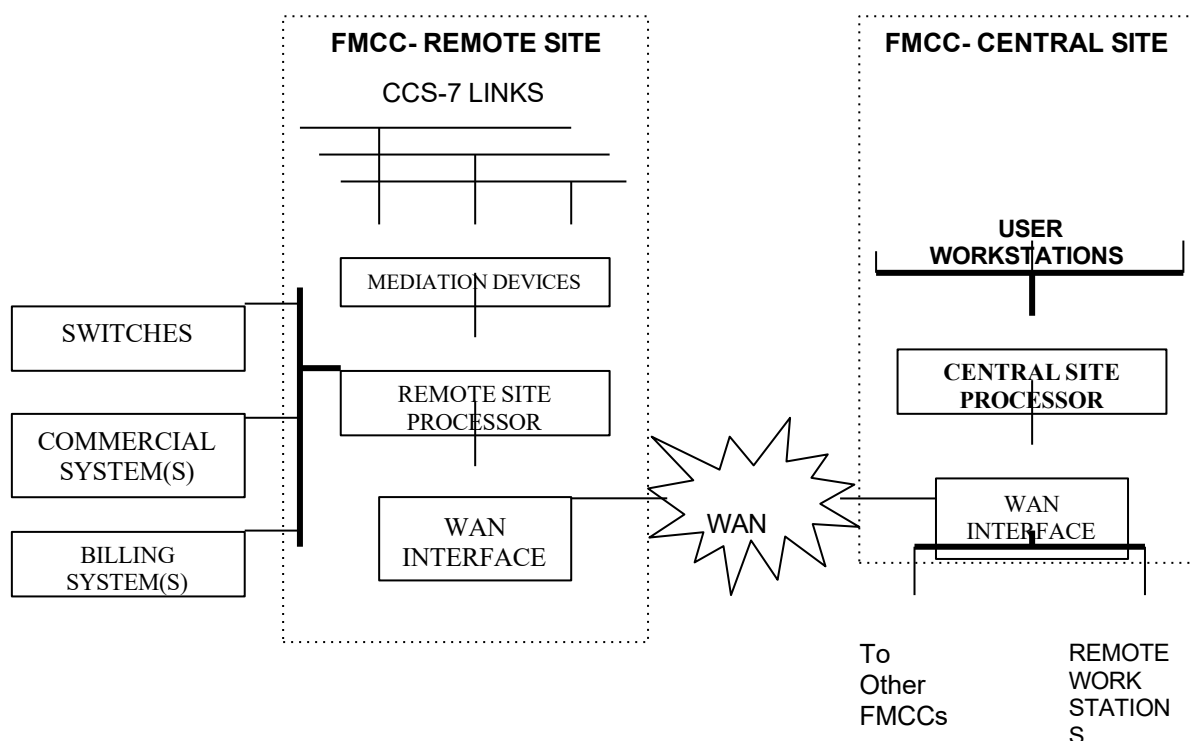 FMCC- REMOTE SITE
CCS-7 LINKS
MEDIATION DEVICES
SWITCHES
REMOTE SITE
PROCESSOR
COMMERCIAL
SYSTEM(S)
WAN
INTERFACE
BILLING
SYSTEM(S)
WAN
FMCC- CENTRAL SITE
USER
WORKSTATIONS
CENTRAL SITE
PROCESSOR
WAN
INTERFACE
To
Other
FMCCs
REMOTE
WORK
STATION
S